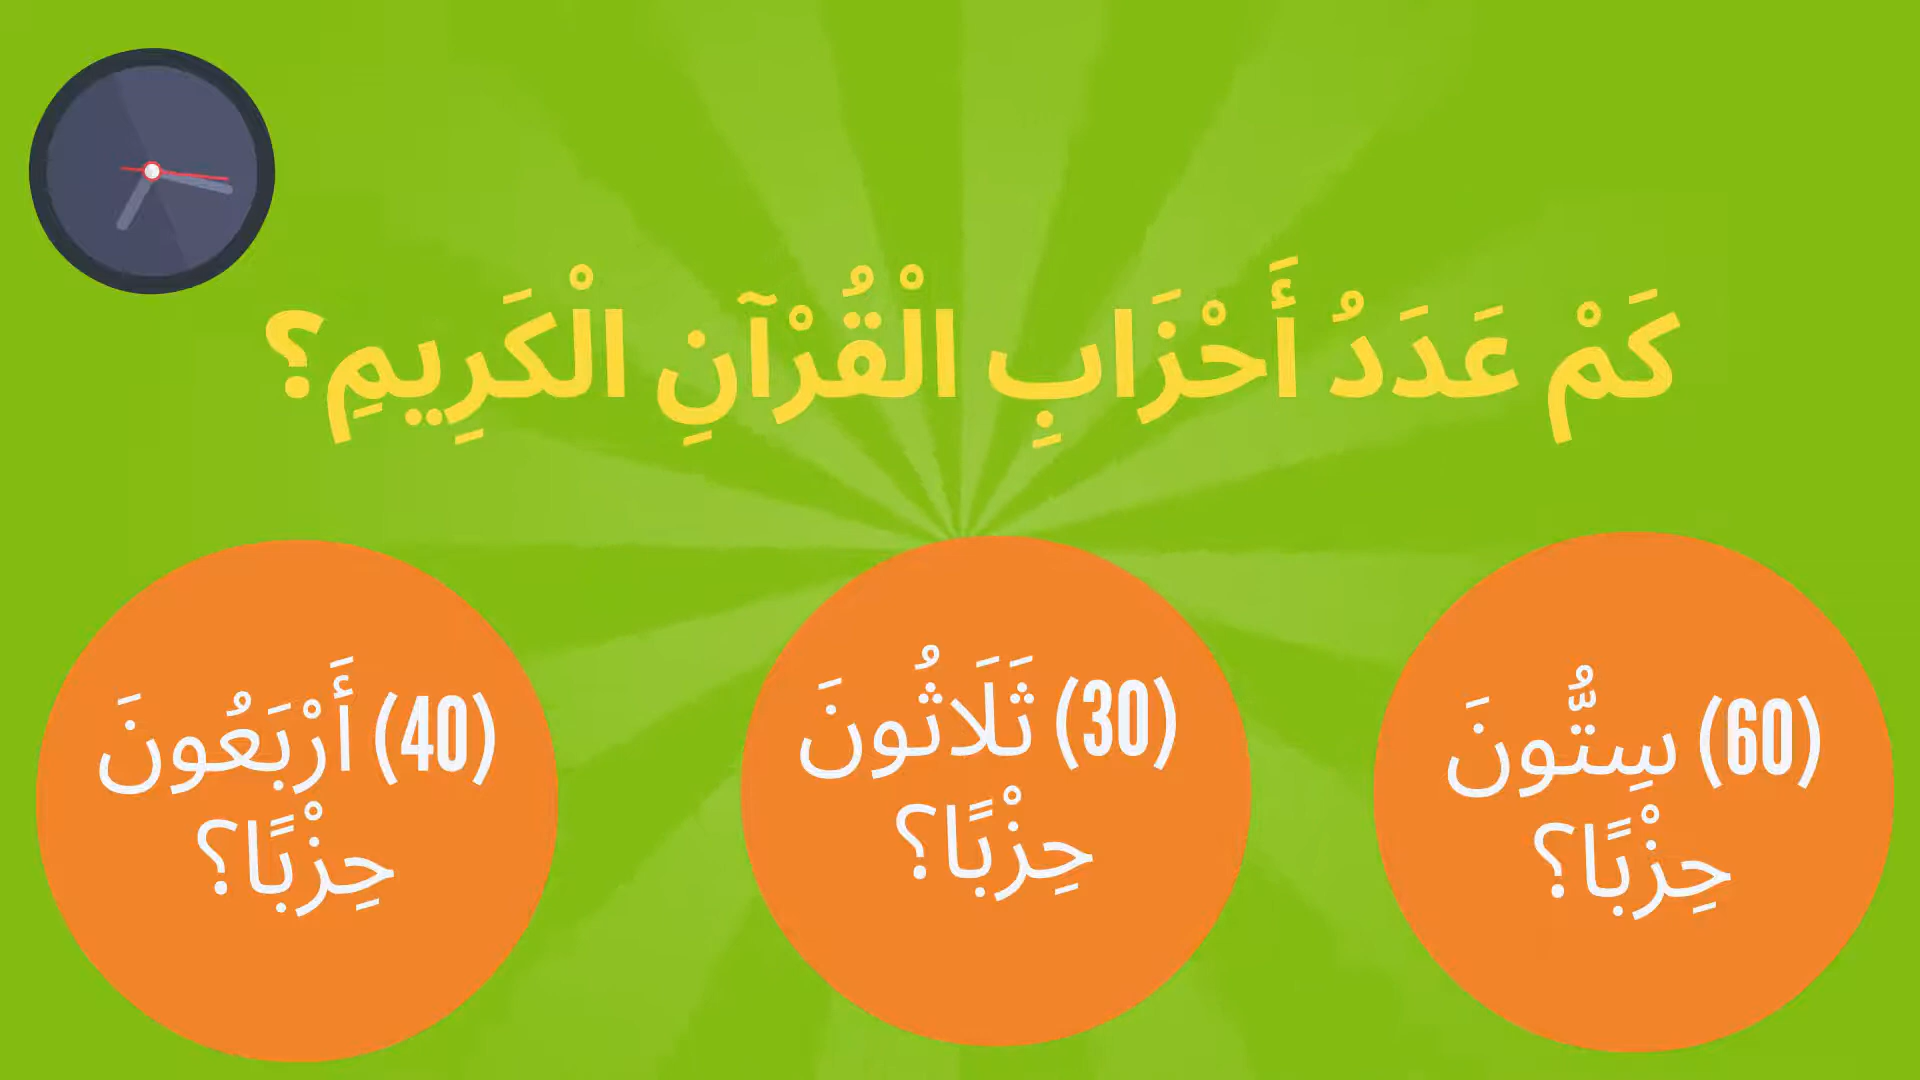 كَمْ عَدَدُ أَحْزَابِ الْقُرْآنِ الْكَرِيمِ؟
(60) سِتُّونَ
حِزْبًا؟
(30) ثَلَاثُونَ
حِزْبًا؟
(40) أَرْبَعُونَ
حِزْبًا؟